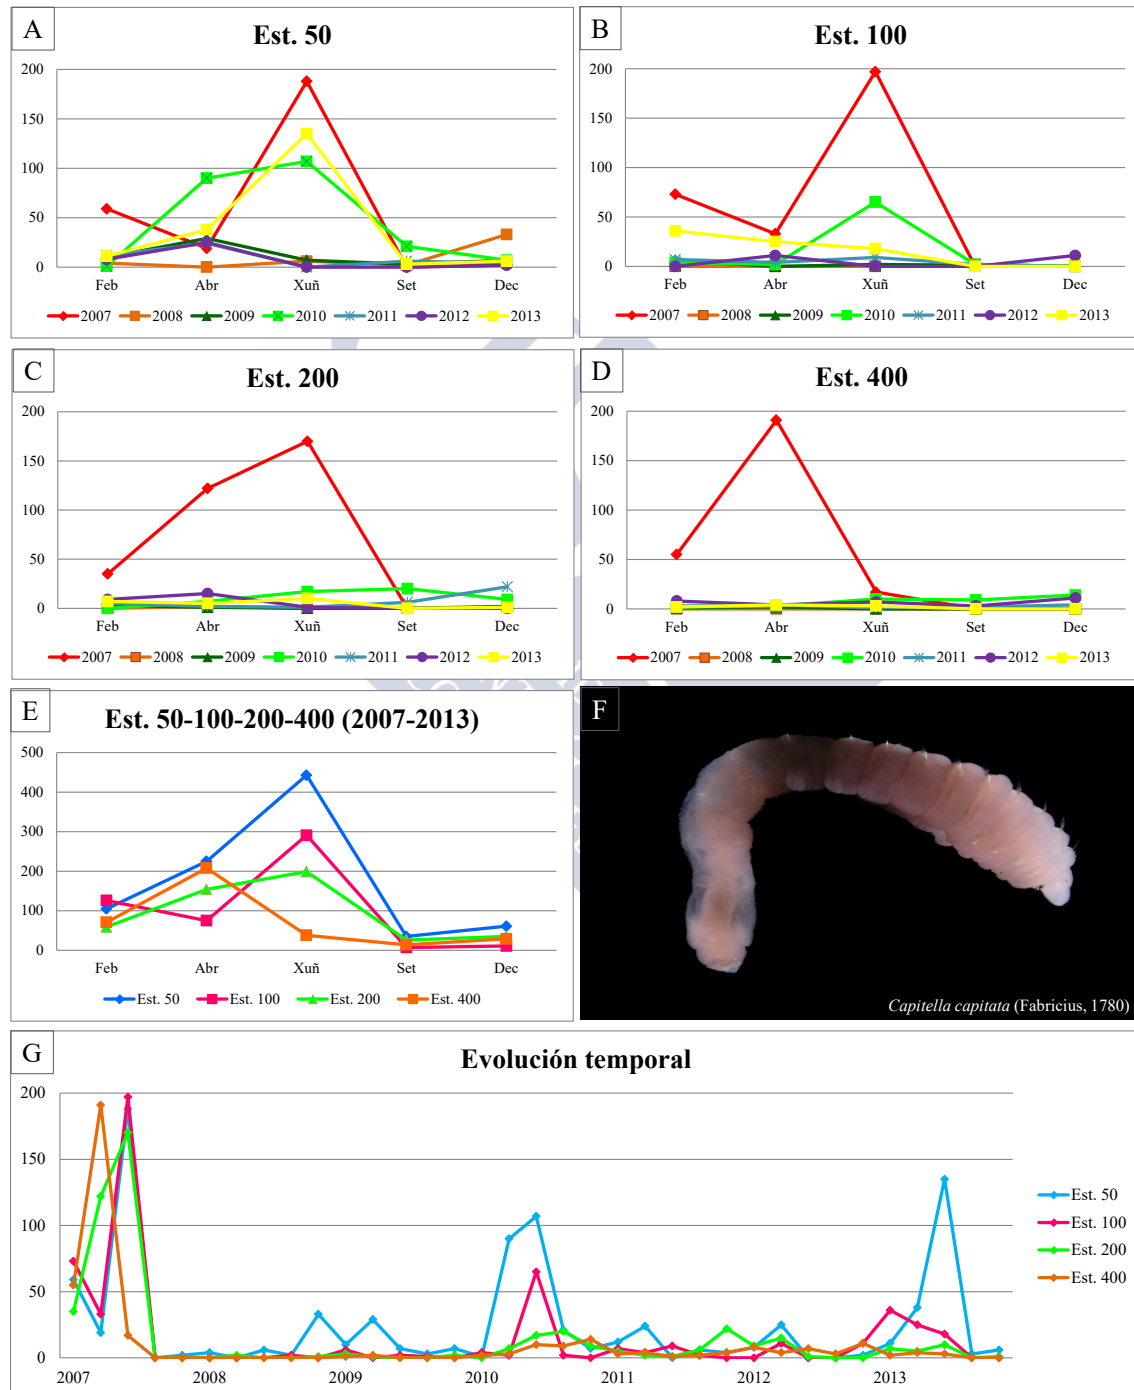 A
Est. 50
200
150
100
50
0
Feb Abr Xuñ Set Dec
2007 2008 2009 2010 2011 2012 2013
B
Est. 100
200
150
100
50
0
Feb Abr Xuñ Set Dec
2007 2008 2009 2010 2011 2012 2013
C
Est. 200
200
150
100
50
0
Feb Abr Xuñ Set Dec
2007 2008 2009 2010 2011 2012 2013
D
Est. 400
200
150
100
50
0
Feb Abr Xuñ Set Dec
2007 2008 2009 2010 2011 2012 2013
E
Est. 50-100-200-400 (2007-2013)
500
400
300
200
100
0
Feb Abr Xuñ Set Dec
Est. 50 Est. 100 Est. 200 Est. 400
F
Capitella capitata (Fabricius, 1780)
G
Evolución temporal
200
150
100
50
0
2007 2008 2009 2010 2011 2012 2013
Est. 50
Est. 100
Est. 200
Est. 400